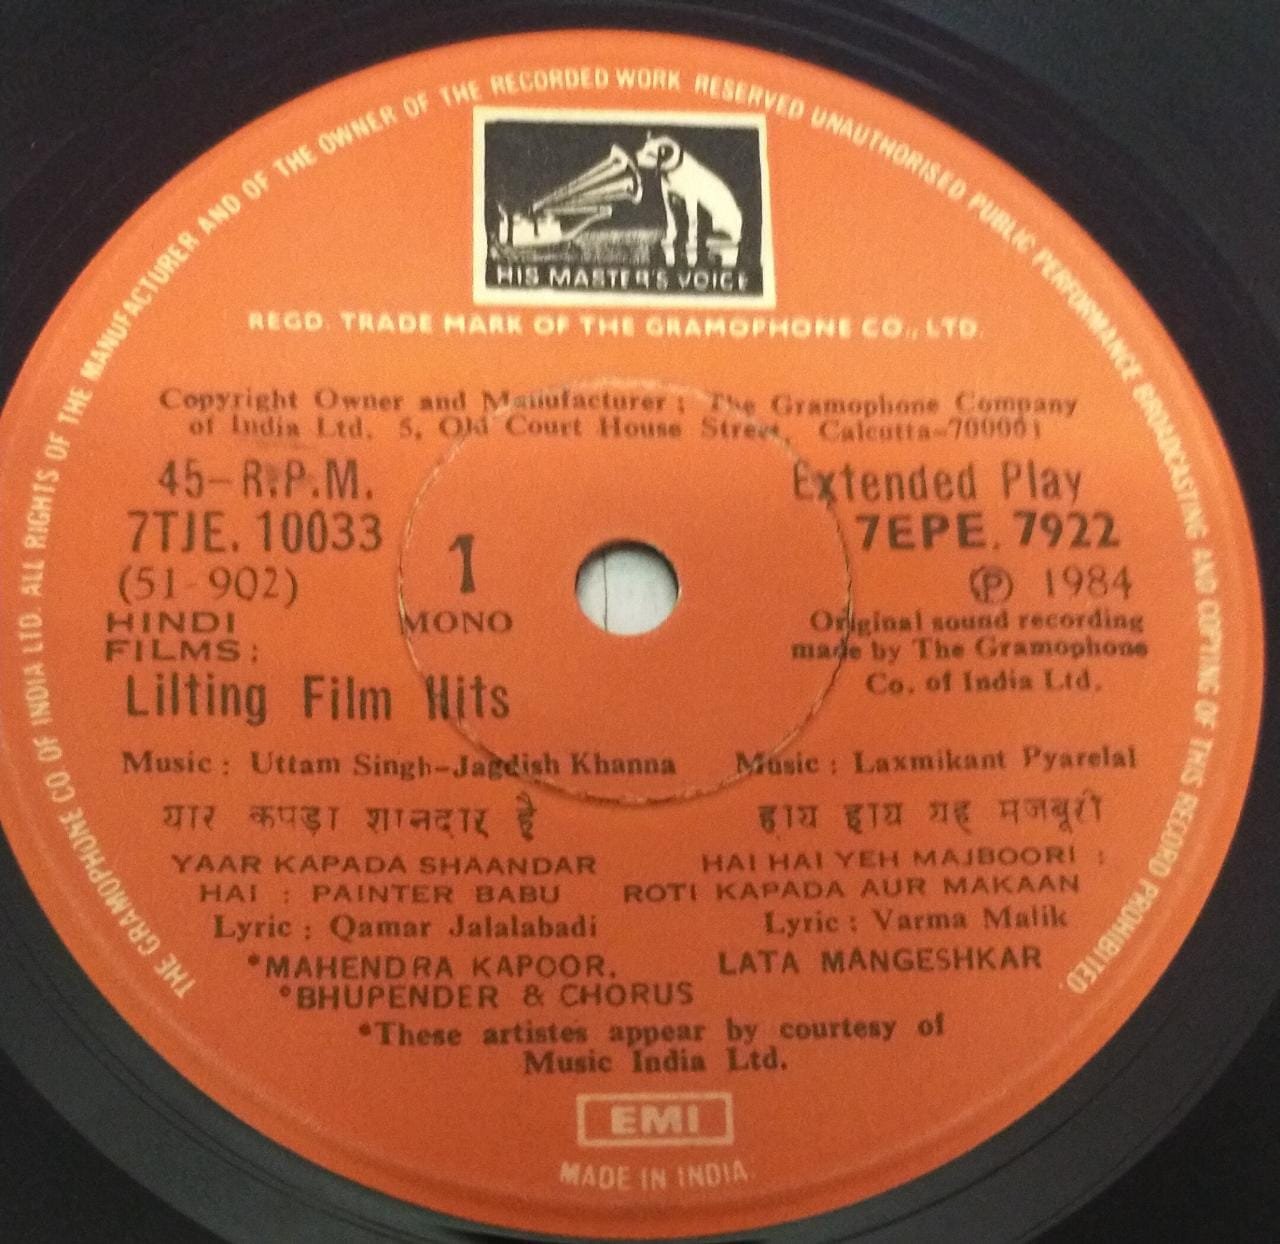 THE GRAMOPHONE CO OF INDIA LTD. ALL RIGHTS OF THE MANUFACTURER AND OF THE OWNER OF THE RECORDED WORK RESERVED UNAUTHORISED PUBLIC PERFORMANCE BROADCASTING AND COPYING OF THIS RECORD PROHIBITED.
HIS MASTER'S VOICE
REGD. TRADE MARK OF THE GRAMOPHONE CO., LTD.
Copyright Owner and Manufacturer : The Gramophone Company
of India Ltd. 5, Old Court House Street, Calcutta-700001
45-R.P.M.
7TJE. 10033
(51-902)
HINDI
FILMS:
1
MONO
Extended Play
7EPE. 7922
℗ 1984
Original sound recording
made by The Gramophone
Co. of India Ltd.
Lilting Film Hits
Music : Uttam Singh-Jagdish Khanna
यार कपड़ा शानदार है
YAAR KAPADA SHAANDAR
HAI : PAINTER BABU
Lyric : Qamar Jalalabadi
*MAHENDRA KAPOOR,
*BHUPENDER & CHORUS
Music : Laxmikant Pyarelal
हाय हाय यह मजबूरी
HAI HAI YEH MAJBOORI :
ROTI KAPADA AUR MAKAAN
Lyric : Varma Malik
LATA MANGESHKAR
*These artistes appear by courtesy of
Music India Ltd.
EMI
MADE IN INDIA